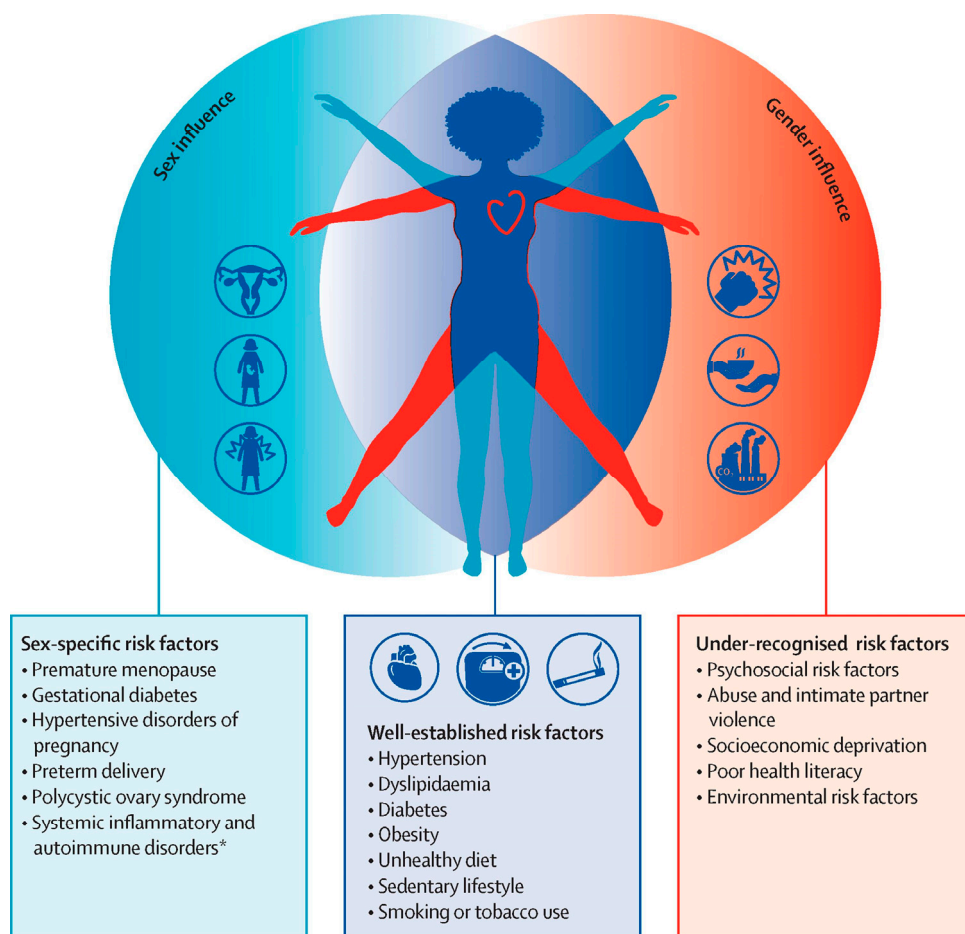 Sex influence
Gender influence
CO₂
Sex-specific risk factors
• Premature menopause
• Gestational diabetes
• Hypertensive disorders of
pregnancy
• Preterm delivery
• Polycystic ovary syndrome
• Systemic inflammatory and
autoimmune disorders*
Well-established risk factors
• Hypertension
• Dyslipidaemia
• Diabetes
• Obesity
• Unhealthy diet
• Sedentary lifestyle
• Smoking or tobacco use
Under-recognised risk factors
• Psychosocial risk factors
• Abuse and intimate partner
violence
• Socioeconomic deprivation
• Poor health literacy
• Environmental risk factors